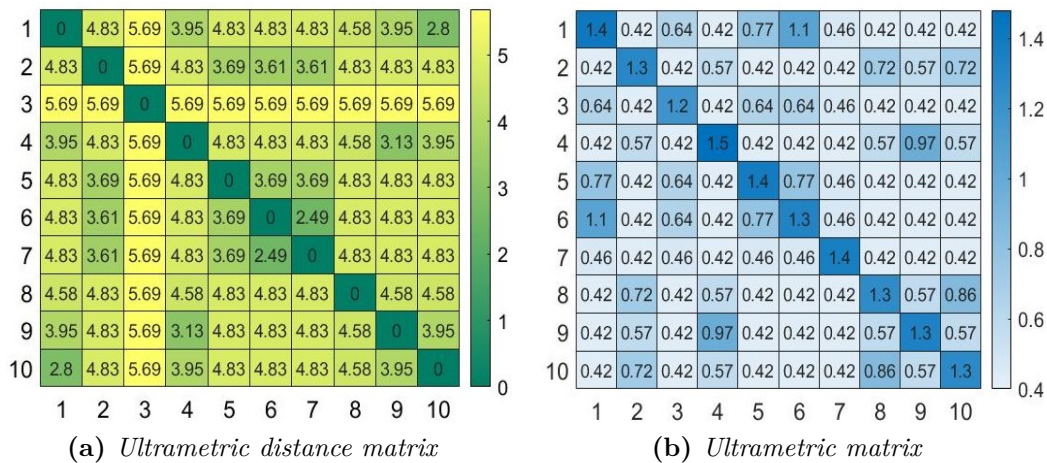 1 0 4.83 5.69 3.95 4.83 4.83 4.83 4.58 3.95 2.8
2 4.83 0 5.69 4.83 3.69 3.61 3.61 4.83 4.83 4.83
3 5.69 5.69 0 5.69 5.69 5.69 5.69 5.69 5.69 5.69
4 3.95 4.83 5.69 0 4.83 4.83 4.83 4.58 3.13 3.95
5 4.83 3.69 5.69 4.83 0 3.69 3.69 4.83 4.83 4.83
6 4.83 3.61 5.69 4.83 3.69 0 2.49 4.83 4.83 4.83
7 4.83 3.61 5.69 4.83 3.69 2.49 0 4.83 4.83 4.83
8 4.58 4.83 5.69 4.58 4.83 4.83 4.83 0 4.58 4.58
9 3.95 4.83 5.69 3.13 4.83 4.83 4.83 4.58 0 3.95
10 2.8 4.83 5.69 3.95 4.83 4.83 4.83 4.58 3.95 0
1 2 3 4 5 6 7 8 9 10
5
4
3
2
1
0
(a) Ultrametric distance matrix
1 1.4 0.42 0.64 0.42 0.77 1.1 0.46 0.42 0.42 0.42
2 0.42 1.3 0.42 0.57 0.42 0.42 0.42 0.72 0.57 0.72
3 0.64 0.42 1.2 0.42 0.64 0.64 0.46 0.42 0.42 0.42
4 0.42 0.57 0.42 1.5 0.42 0.42 0.42 0.57 0.97 0.57
5 0.77 0.42 0.64 0.42 1.4 0.77 0.46 0.42 0.42 0.42
6 1.1 0.42 0.64 0.42 0.77 1.3 0.46 0.42 0.42 0.42
7 0.46 0.42 0.46 0.42 0.46 0.46 1.4 0.42 0.42 0.42
8 0.42 0.72 0.42 0.57 0.42 0.42 0.42 1.3 0.57 0.86
9 0.42 0.57 0.42 0.97 0.42 0.42 0.42 0.57 1.3 0.57
10 0.42 0.72 0.42 0.57 0.42 0.42 0.42 0.86 0.57 1.3
1 2 3 4 5 6 7 8 9 10
1.4
1.2
1
0.8
0.6
0.4
(b) Ultrametric matrix